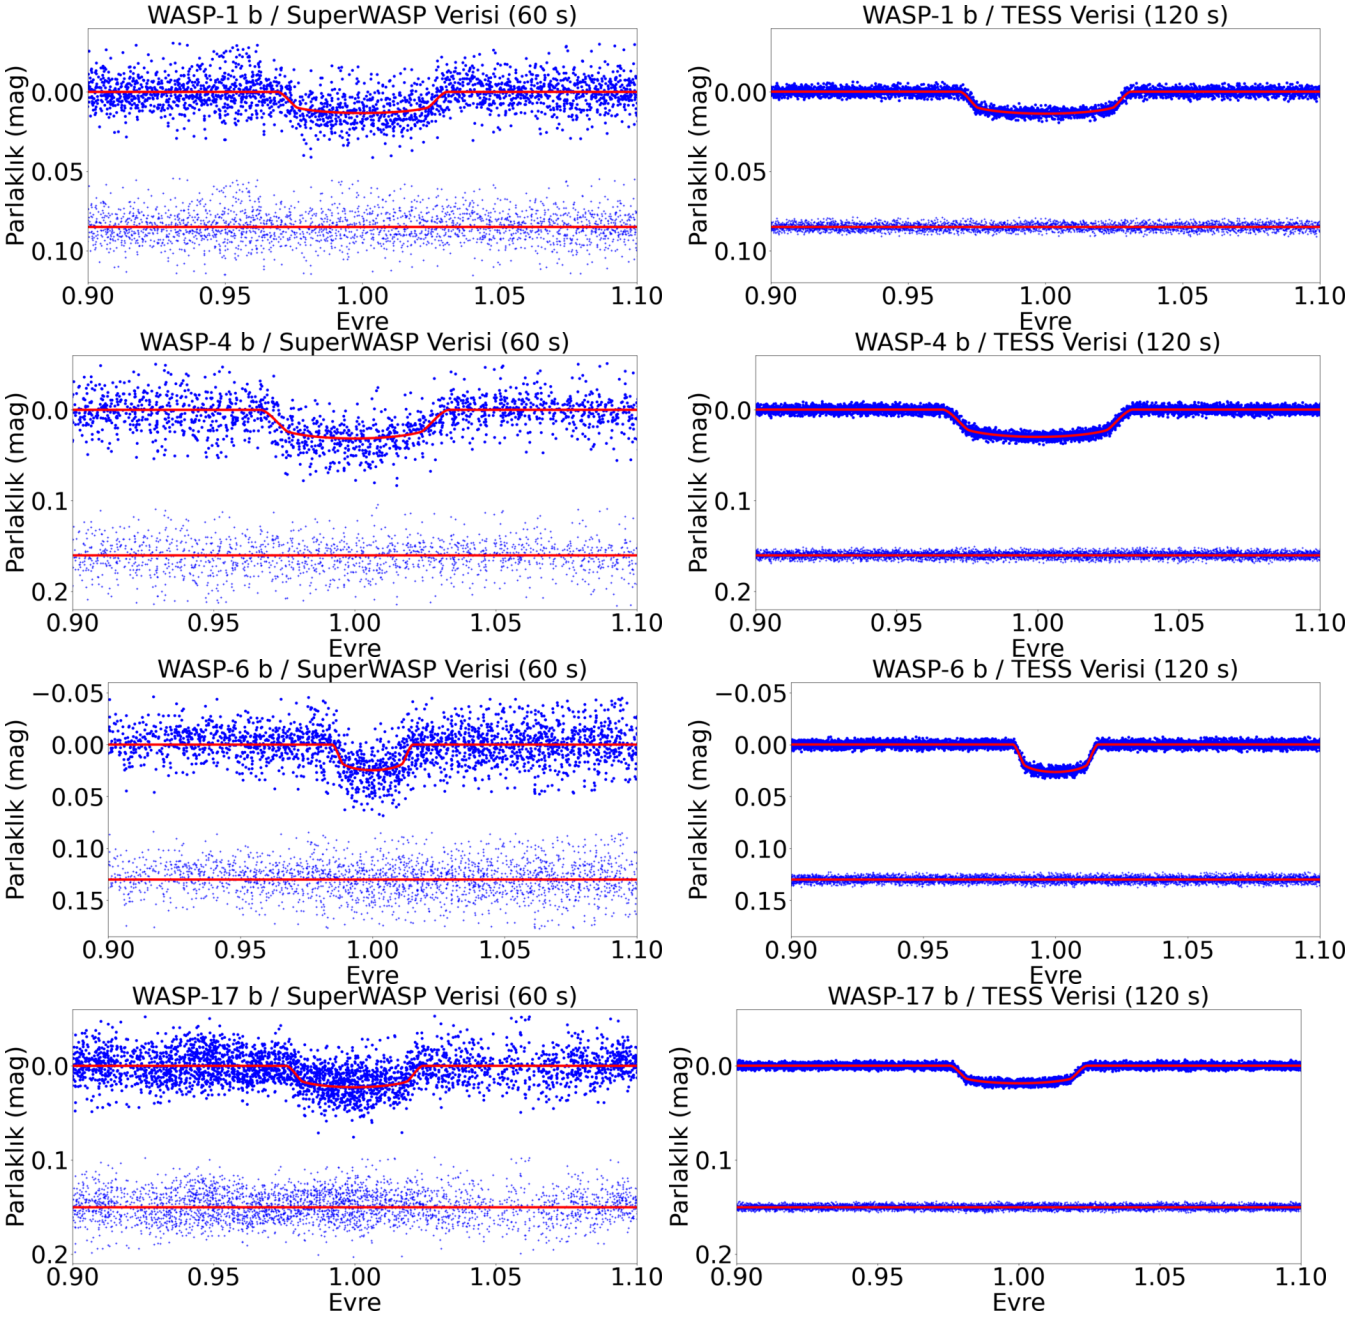 WASP-1 b / SuperWASP Verisi (60 s)
Parlaklık (mag)
0.00
0.05
0.10
0.90 0.95 1.00 1.05 1.10
Evre
WASP-1 b / TESS Verisi (120 s)
Parlaklık (mag)
0.00
0.05
0.10
0.90 0.95 1.00 1.05 1.10
Evre
WASP-4 b / SuperWASP Verisi (60 s)
Parlaklık (mag)
0.0
0.1
0.2
0.90 0.95 1.00 1.05 1.10
Evre
WASP-4 b / TESS Verisi (120 s)
Parlaklık (mag)
0.0
0.1
0.2
0.90 0.95 1.00 1.05 1.10
Evre
WASP-6 b / SuperWASP Verisi (60 s)
Parlaklık (mag)
−0.05
0.00
0.05
0.10
0.15
0.90 0.95 1.00 1.05 1.10
Evre
WASP-6 b / TESS Verisi (120 s)
Parlaklık (mag)
−0.05
0.00
0.05
0.10
0.15
0.90 0.95 1.00 1.05 1.10
Evre
WASP-17 b / SuperWASP Verisi (60 s)
Parlaklık (mag)
0.0
0.1
0.2
0.90 0.95 1.00 1.05 1.10
Evre
WASP-17 b / TESS Verisi (120 s)
Parlaklık (mag)
0.0
0.1
0.2
0.90 0.95 1.00 1.05 1.10
Evre